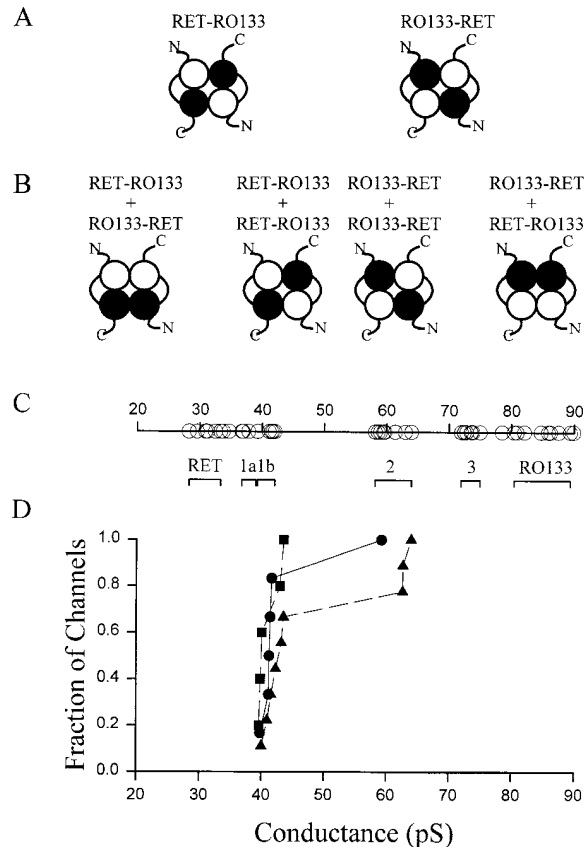 A
RET-RO133
RO133-RET
N
C
C
N
N
C
C
N
B
RET-RO133
+
RO133-RET
RET-RO133
+
RET-RO133
RO133-RET
+
RO133-RET
RO133-RET
+
RET-RO133
N
C
C
N
N
C
C
N
N
C
C
N
N
C
C
N
C
20 30 40 50 60 70 80 90
RET 1a1b 2 3 RO133
D
Fraction of Channels
1.0
0.8
0.6
0.4
0.2
0.0
20 30 40 50 60 70 80 90
Conductance (pS)